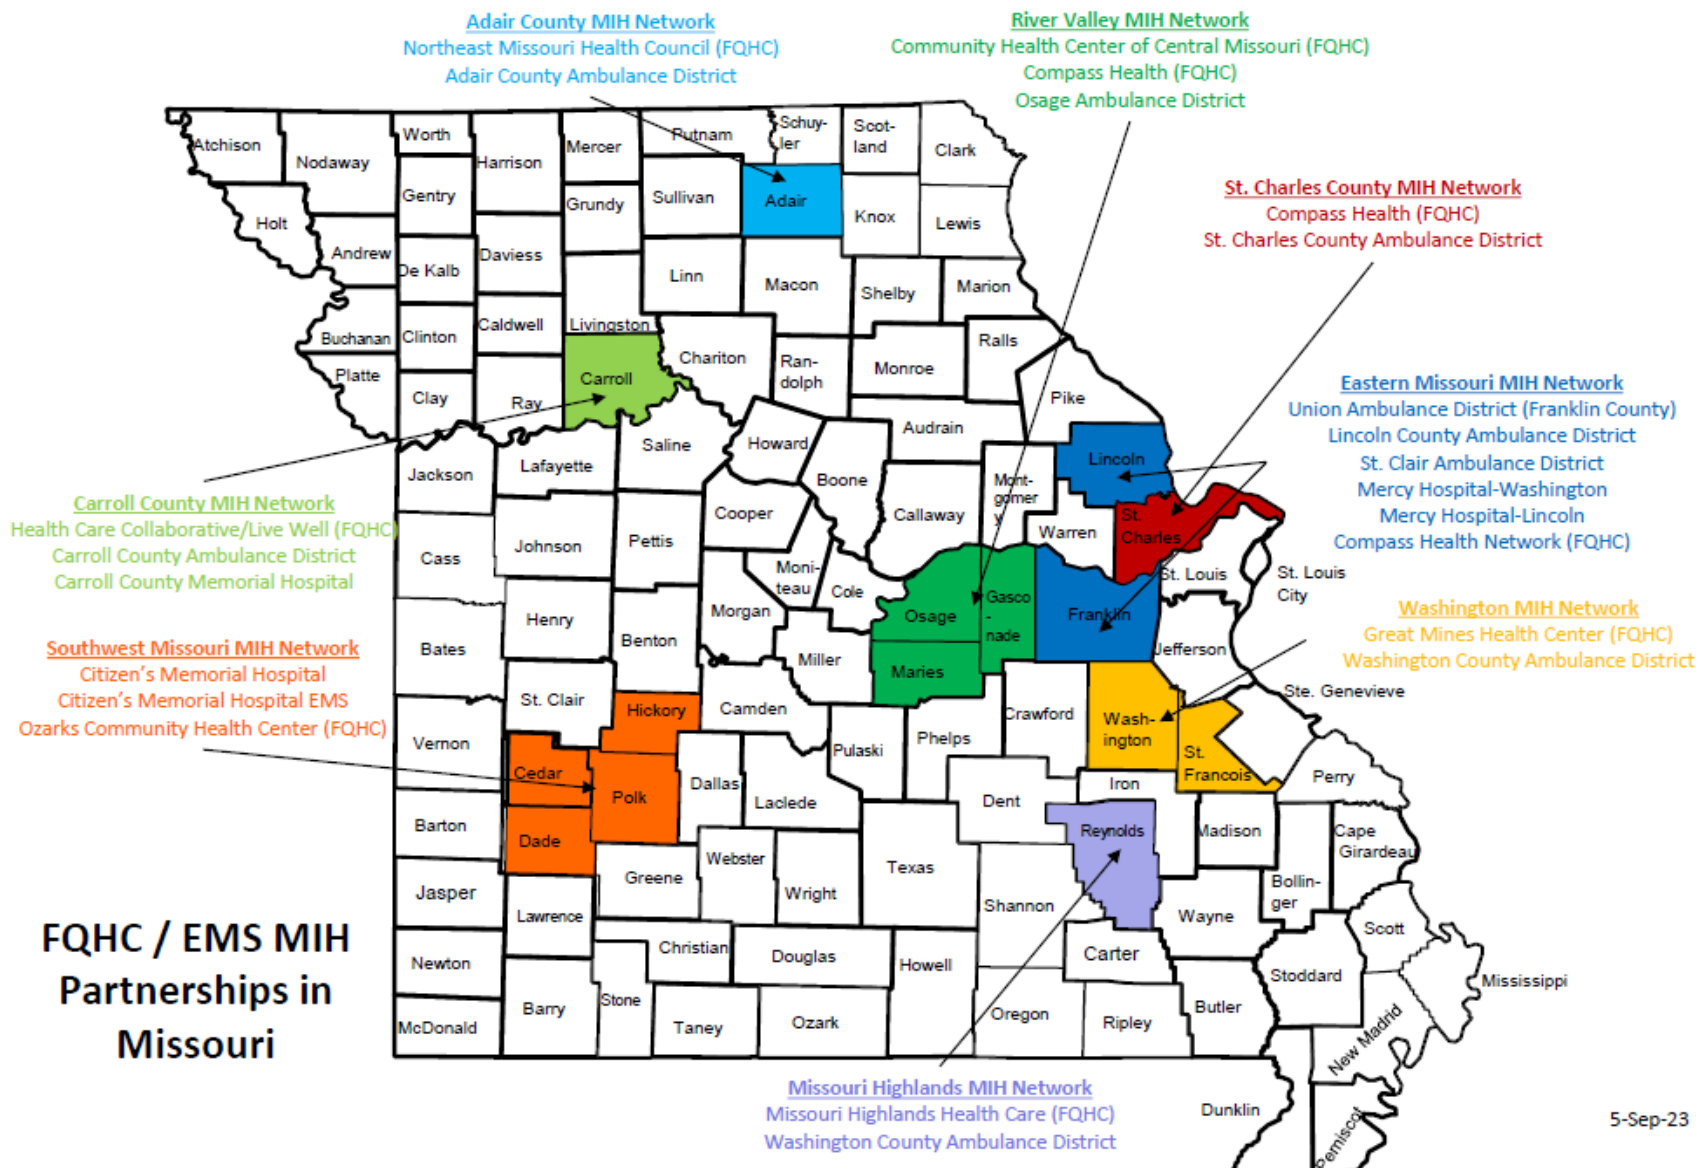 Adair County MIH Network
Northeast Missouri Health Council (FQHC)
Adair County Ambulance District
River Valley MIH Network
Community Health Center of Central Missouri (FQHC)
Compass Health (FQHC)
Osage Ambulance District
St. Charles County MIH Network
Compass Health (FQHC)
St. Charles County Ambulance District
Eastern Missouri MIH Network
Union Ambulance District (Franklin County)
Lincoln County Ambulance District
St. Clair Ambulance District
Mercy Hospital-Washington
Mercy Hospital-Lincoln
Compass Health Network (FQHC)
Washington MIH Network
Great Mines Health Center (FQHC)
Washington County Ambulance District
Carroll County MIH Network
Health Care Collaborative/Live Well (FQHC)
Carroll County Ambulance District
Carroll County Memorial Hospital
Southwest Missouri MIH Network
Citizen's Memorial Hospital
Citizen's Memorial Hospital EMS
Ozarks Community Health Center (FQHC)
Missouri Highlands MIH Network
Missouri Highlands Health Care (FQHC)
Washington County Ambulance District
FQHC / EMS MIH
Partnerships in
Missouri
5-Sep-23
Atchison
Nodaway
Worth
Harrison
Mercer
Putnam
Schuy-
ler
Scot-
land
Clark
Holt
Gentry
Grundy
Sullivan
Adair
Knox
Lewis
Andrew
De Kalb
Daviess
Linn
Macon
Shelby
Marion
Buchanan
Clinton
Caldwell
Livingston
Chariton
Ran-
dolph
Monroe
Ralls
Platte
Clay
Ray
Carroll
Pike
Jackson
Lafayette
Saline
Howard
Boone
Audrain
Callaway
Mont-
gomer
y
Lincoln
Warren
St.
Charles
St. Louis
St. Louis
City
Cass
Johnson
Pettis
Cooper
Moni-
teau
Cole
Osage
Gasco
-
nade
Franklin
Jefferson
Bates
Henry
Benton
Morgan
Miller
Maries
Ste. Genevieve
Vernon
St. Clair
Hickory
Camden
Pulaski
Phelps
Crawford
Wash-
ington
St.
Francois
Perry
Cedar
Polk
Dallas
Laclede
Dent
Iron
Barton
Dade
Webster
Wright
Texas
Reynolds
Madison
Cape
Girardeau
Jasper
Greene
Lawrence
Shannon
Wayne
Bollin-
ger
Scott
Newton
Christian
Douglas
Howell
Carter
Stoddard
Mississippi
McDonald
Barry
Stone
Taney
Ozark
Oregon
Ripley
Butler
New Madrid
Dunklin
Pemiscot